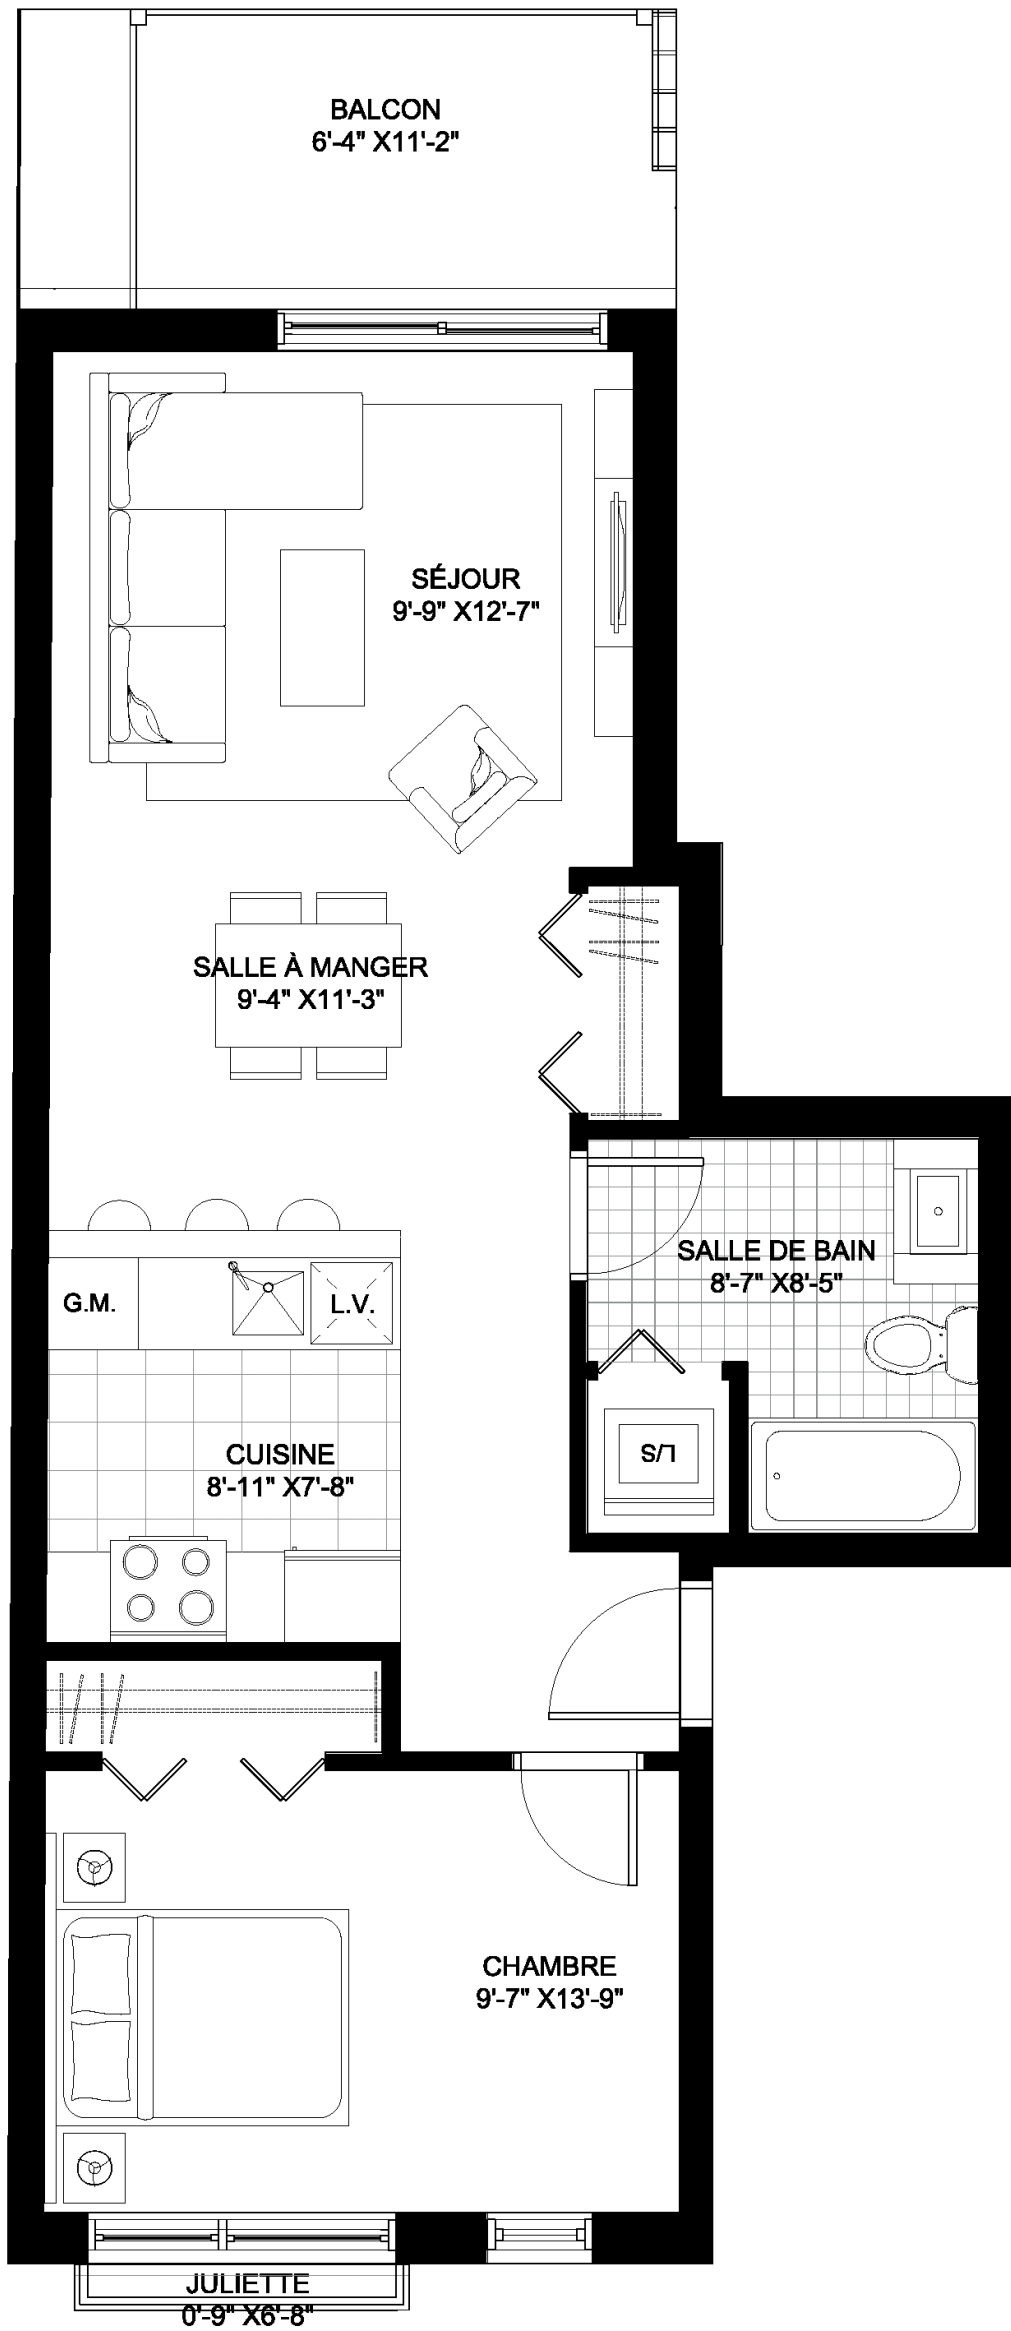 BALCON
6'-4" X11'-2"
SÉJOUR
9'-9" X12'-7"
SALLE À MANGER
9'-4" X11'-3"
SALLE DE BAIN
8'-7" X8'-5"
G.M.
L.V.
CUISINE
8'-11" X7'-8"
L/S
CHAMBRE
9'-7" X13'-9"
JULIETTE
0'-9" X6'-8"